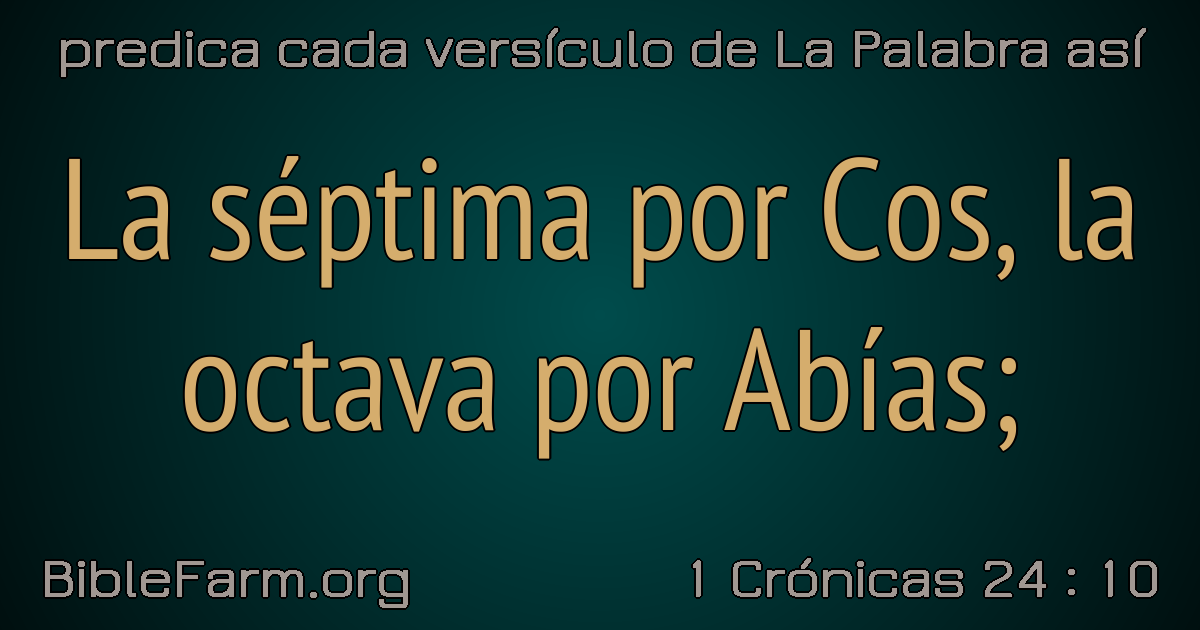 predica cada versículo de La Palabra así
La séptima por Cos, la
octava por Abías;
BibleFarm.org
1 Crónicas 24 : 10